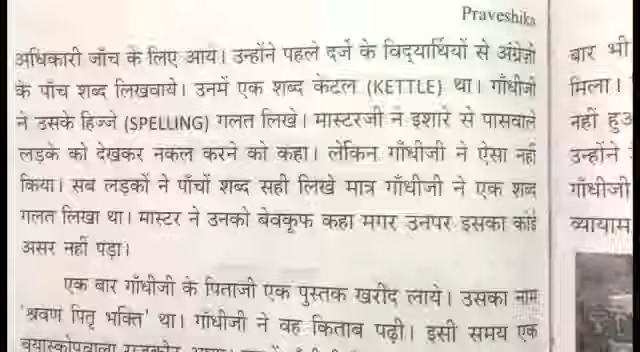 Praveshika
अधिकारी जाँच के लिए आये। उन्होंने पहले दर्जे के विद्यार्थियों से अंग्रेजी
के पाँच शब्द लिखवाये। उनमें एक शब्द केटल (KETTLE) था। गाँधीजी
ने उसके हिज्जे (SPELLING) गलत लिखे। मास्टरजी ने इशारे से पासवाले
लड़के को देखकर नकल करने को कहा। लेकिन गाँधीजी ने ऐसा नहीं
किया। सब लड़कों ने पाँचों शब्द सही लिखे मात्र गाँधीजी ने एक शब्द
गलत लिखा था। मास्टर ने उनको बेवकूफ कहा मगर उनपर इसका कोई
असर नहीं पड़ा।
एक बार गाँधीजी के पिताजी एक पुस्तक खरीद लाये। उसका नाम
'श्रवण पितृ भक्ति' था। गाँधीजी ने वह किताब पढ़ी। इसी समय एक
बार भी
मिला।
नहीं
उन्होंने
गाँधीजी
व्यायाम